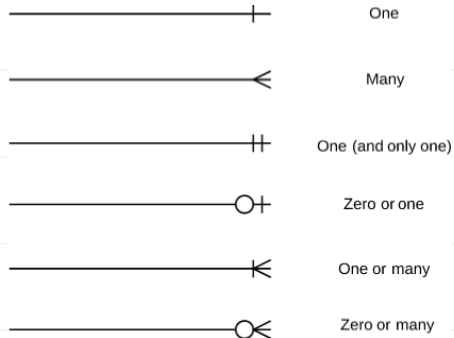 One
Many
One (and only one)
Zero or one
One or many
Zero or many